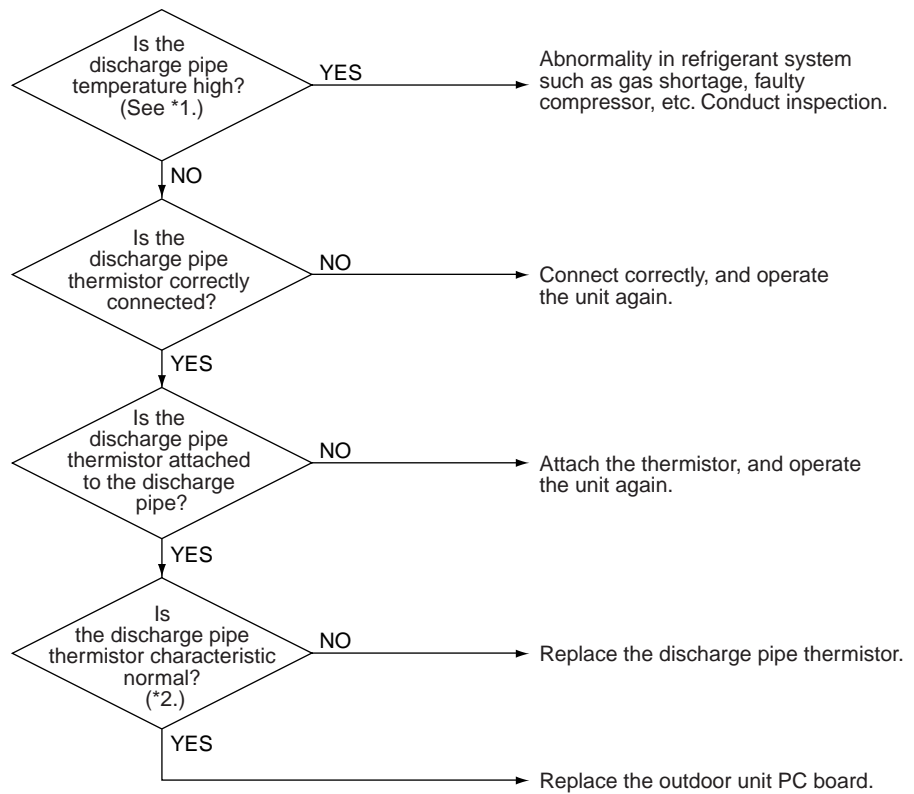 Is the
discharge pipe
temperature high?
(See *1.)
YES
Abnormality in refrigerant system
such as gas shortage, faulty
compressor, etc. Conduct inspection.
NO
Is the
discharge pipe
thermistor correctly
connected?
NO
Connect correctly, and operate
the unit again.
YES
Is the
discharge pipe
thermistor attached
to the discharge
pipe?
NO
Attach the thermistor, and operate
the unit again.
YES
Is
the discharge pipe
thermistor characteristic
normal?
(*2.)
NO
Replace the discharge pipe thermistor.
YES
Replace the outdoor unit PC board.